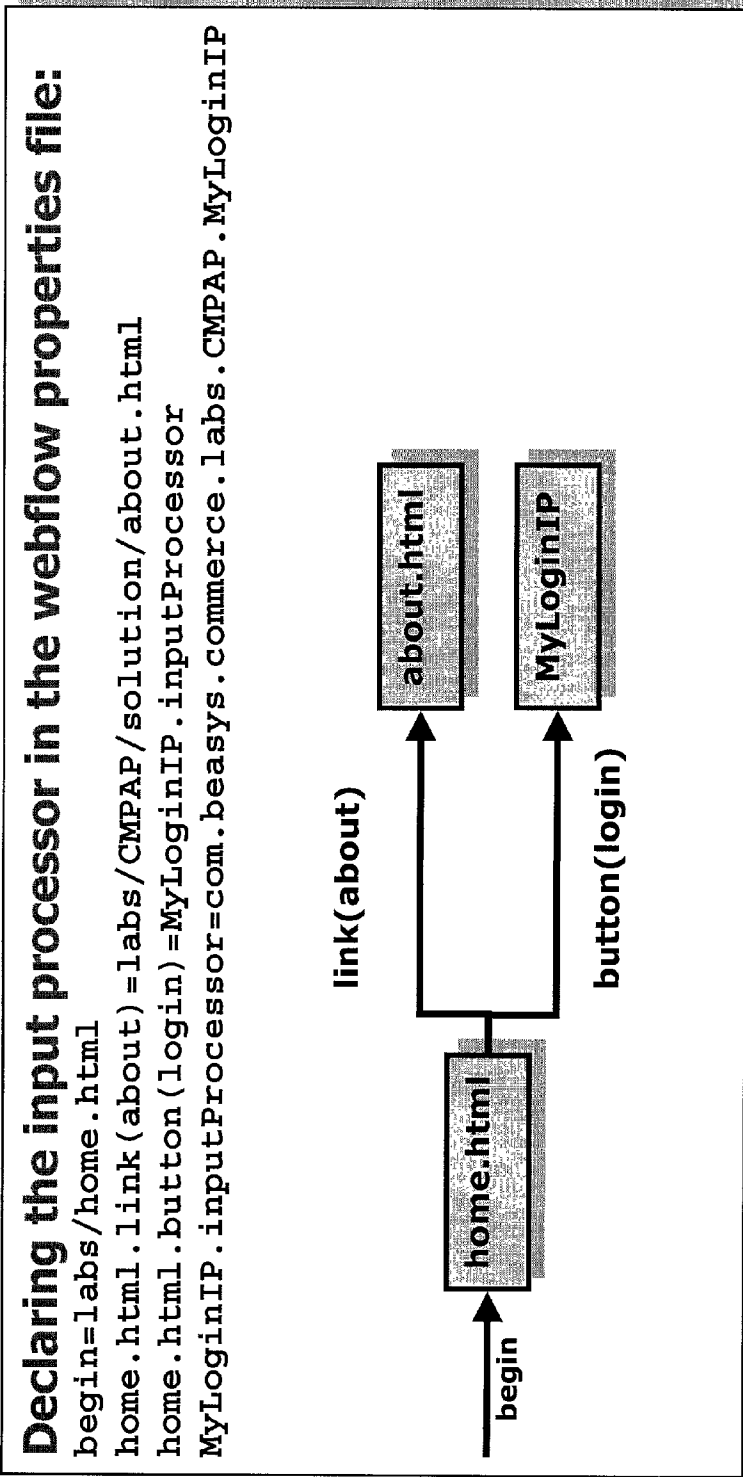 Declaring the input processor in the webflow properties file:
begin=labs/home.html
home.html.link(about)=labs/CMPAP/solution/about.html
home.html.button(login)=MyLoginIP.inputProcessor
MyLoginIP.inputProcessor=com.beasys.commerce.labs.CMPAP.MyLoginIP
begin
home.html
link(about)
about.html
button(login)
MyLoginIP